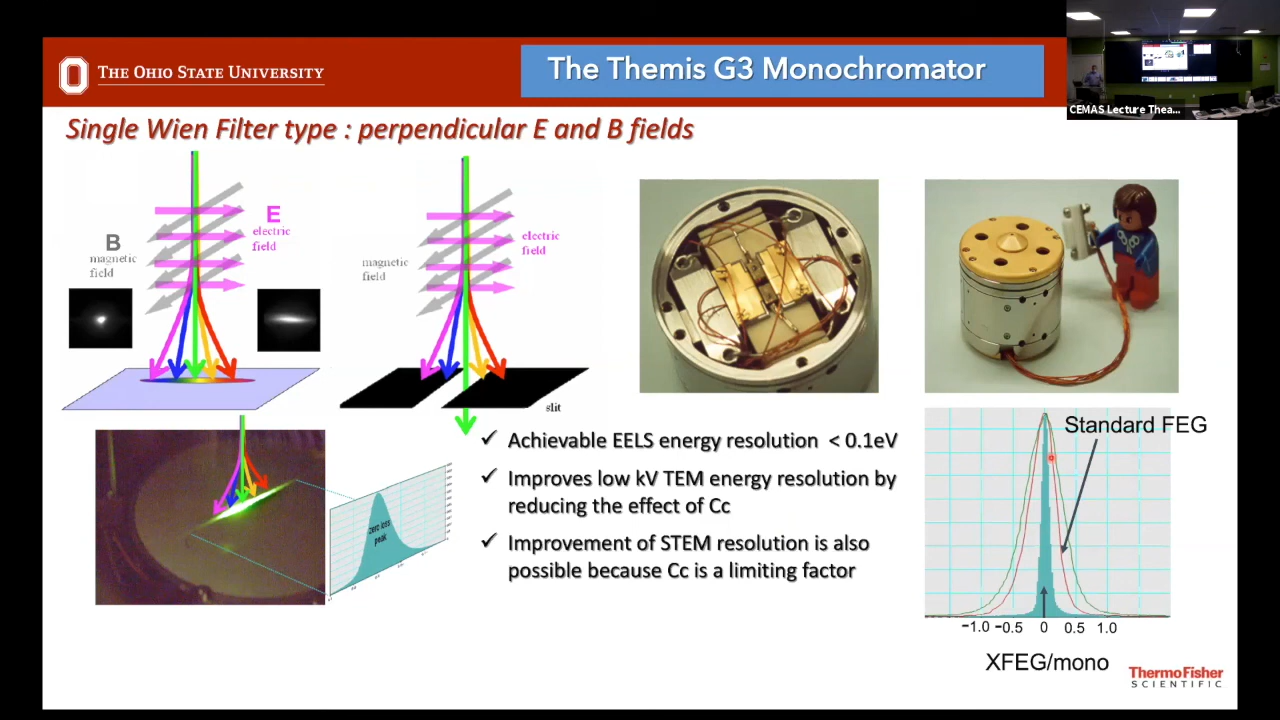 THE OHIO STATE UNIVERSITY
The Themis G3 Monochromator
CEMAS Lecture Thea...
Single Wien Filter type : perpendicular E and B fields
E
electric
field
B
magnetic
field
electric
field
magnetic
field
slit
zero loss
peak
✓ Achievable EELS energy resolution < 0.1eV
✓ Improves low kV TEM energy resolution by
reducing the effect of Cc
✓ Improvement of STEM resolution is also
possible because Cc is a limiting factor
Standard FEG
−1.0 −0.5 0 0.5 1.0
XFEG/mono
ThermoFisher
SCIENTIFIC